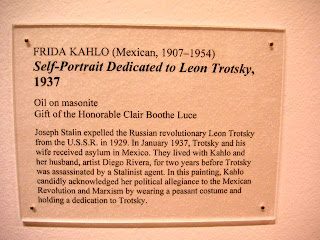 FRIDA KAHLO (Mexican, 1907–1954)
Self-Portrait Dedicated to Leon Trotsky,
1937
Oil on masonite
Gift of the Honorable Clair Boothe Luce
Joseph Stalin expelled the Russian revolutionary Leon Trotsky
from the U.S.S.R. in 1929. In January 1937, Trotsky and his
wife received asylum in Mexico. They lived with Kahlo and
her husband, artist Diego Rivera, for two years before Trotsky
was assassinated by a Stalinist agent. In this painting, Kahlo
candidly acknowledged her political allegiance to the Mexican
Revolution and Marxism by wearing a peasant costume and
holding a dedication to Trotsky.